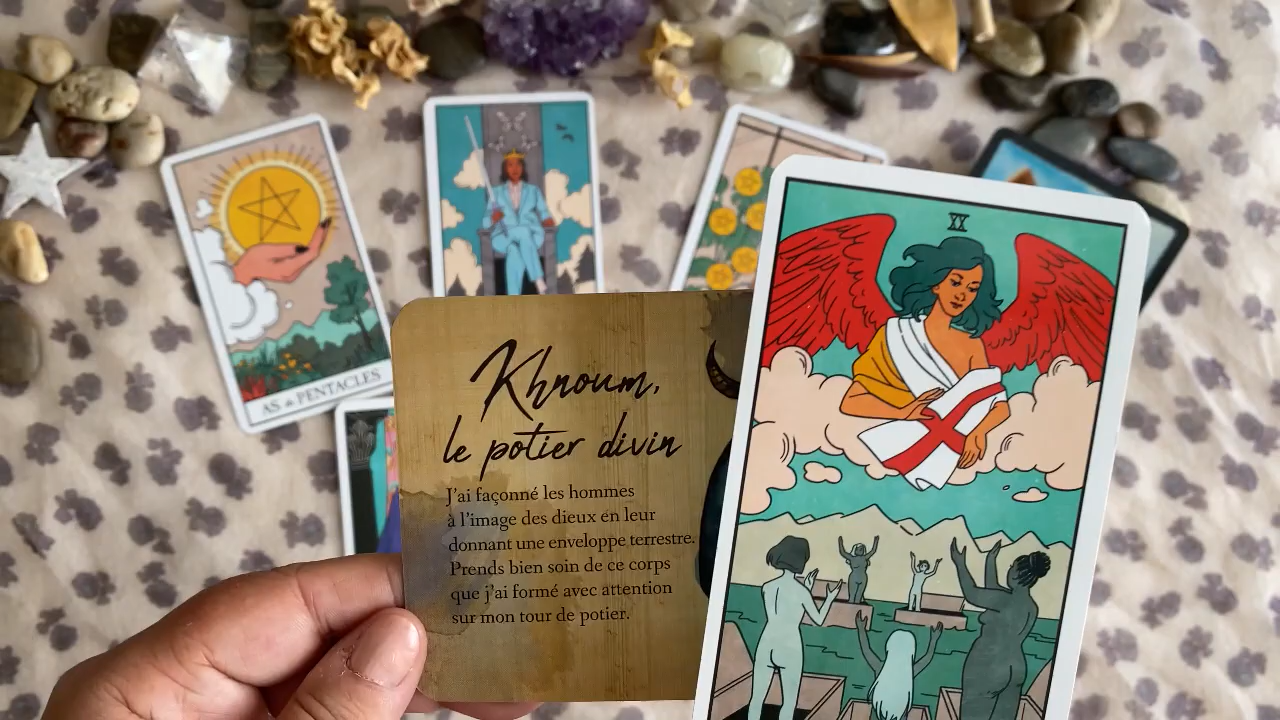 AS de PENTACLES
Khnoum,
le potier divin
J'ai façonné les hommes
à l'image des dieux en leur
donnant une enveloppe terrestre.
Prends bien soin de ce corps
que j'ai formé avec attention
sur mon tour de potier.
XX